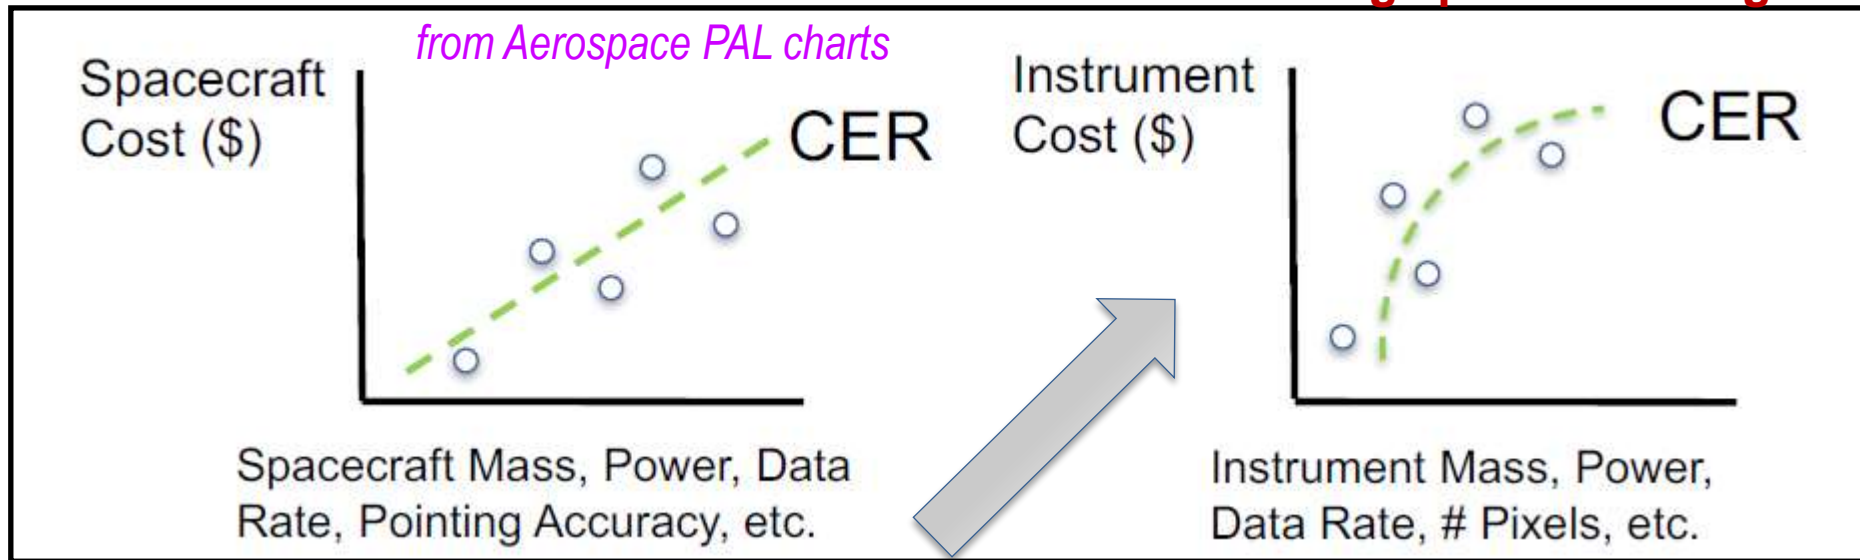 from Aerospace PAL charts
Spacecraft
Cost ($)
CER
Spacecraft Mass, Power, Data
Rate, Pointing Accuracy, etc.
Instrument
Cost ($)
CER
Instrument Mass, Power,
Data Rate, # Pixels, etc.